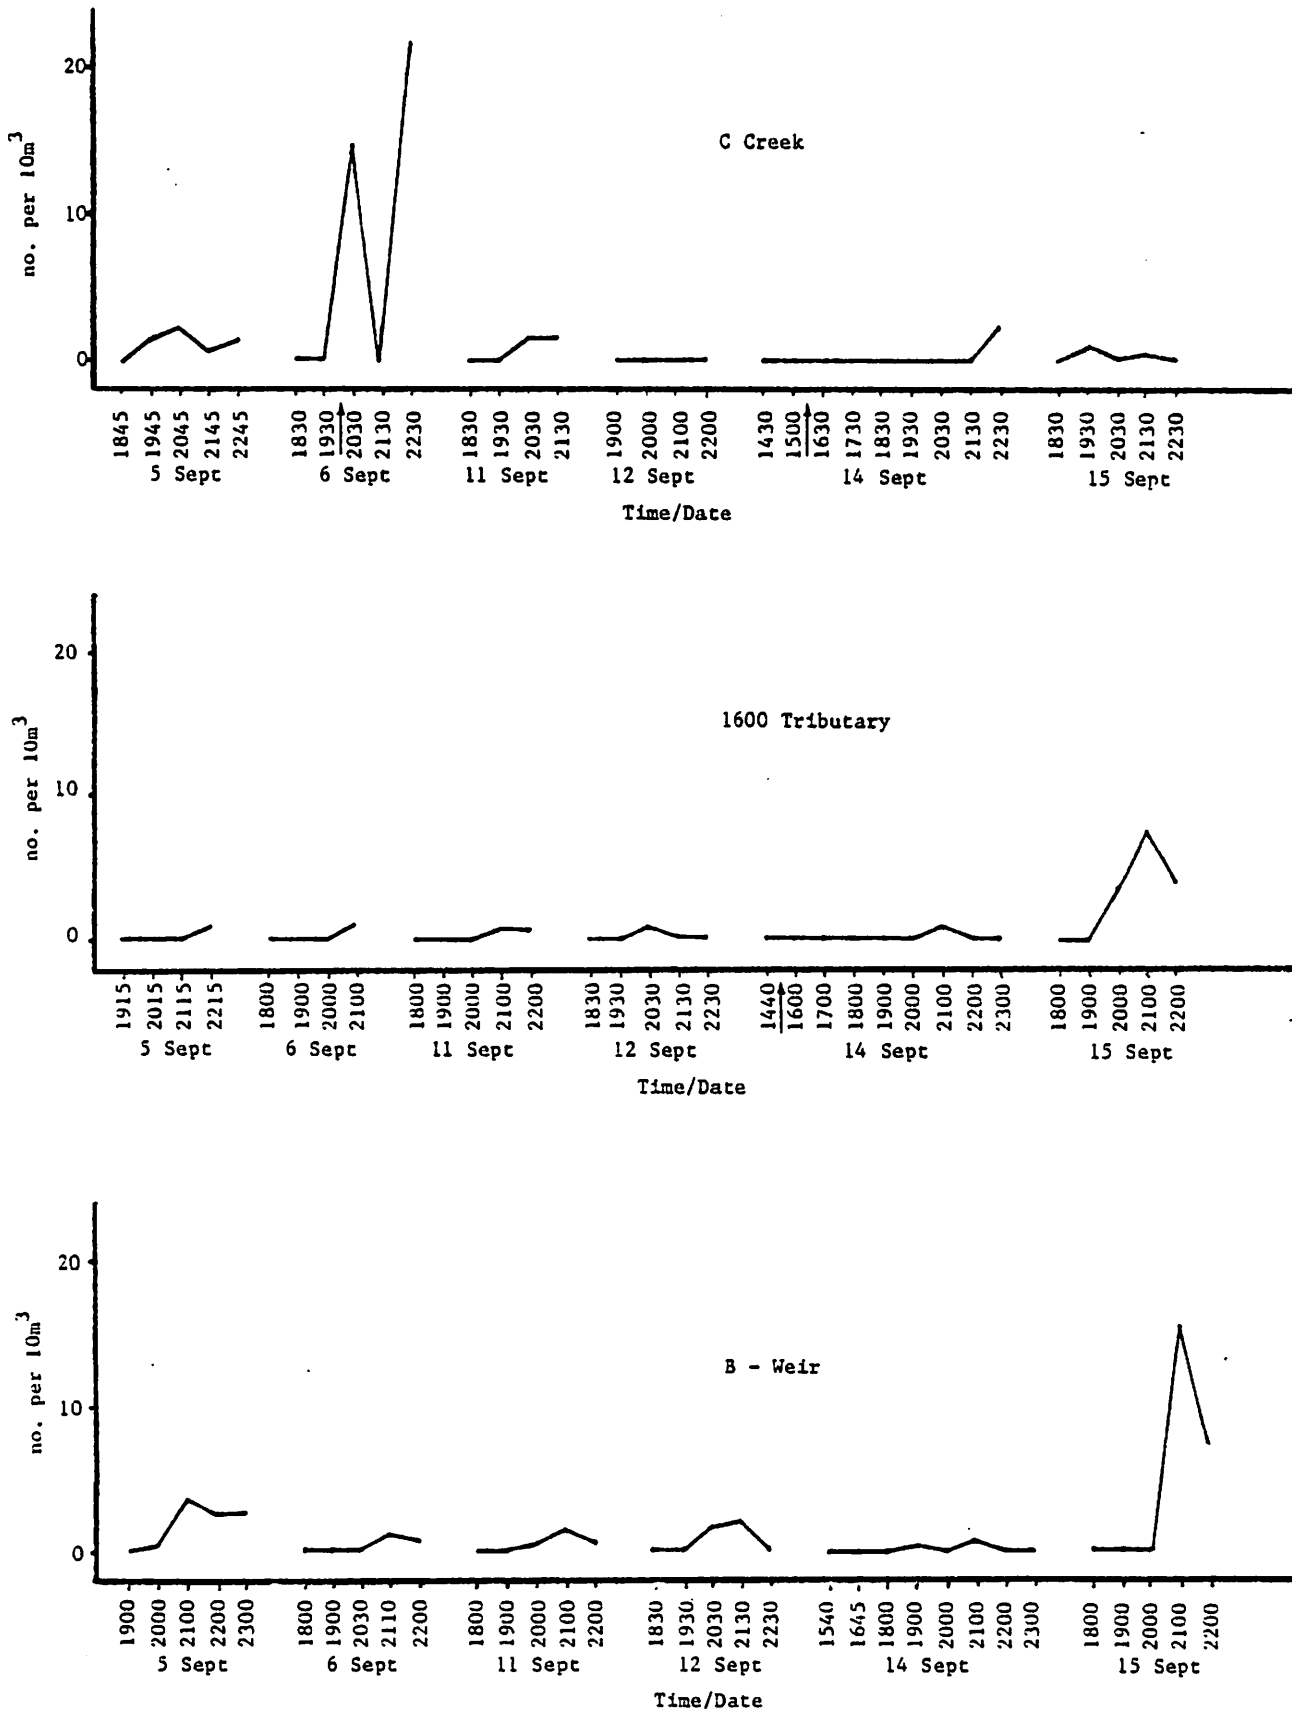 20
10
0
no. per 10m³
C Creek
1845 1945 2045 2145 2245 1830 1930 2030 2130 2230 1830 1930 2030 2130 1900 2000 2100 2200 1430 1500 1630 1730 1830 1930 2030 2130 2230 1830 1930 2030 2130 2230
5 Sept 6 Sept 11 Sept 12 Sept 14 Sept 15 Sept
Time/Date
20
10
0
no. per 10m³
1600 Tributary
1915 2015 2115 2215 1800 1900 2000 2100 1800 1900 2000 2100 2200 1830 1930 2030 2130 2230 1440 1600 1700 1800 1900 2000 2100 2200 2300 1800 1900 2000 2100 2200
5 Sept 6 Sept 11 Sept 12 Sept 14 Sept 15 Sept
Time/Date
20
10
0
no. per 10m³
B - Weir
1900 2000 2100 2200 2300 1800 1900 2030 2110 2200 1800 1900 2000 2100 2200 1830 1930 2030 2130 2230 1540 1645 1800 1900 2000 2100 2200 2300 1800 1900 2000 2100 2200
5 Sept 6 Sept 11 Sept 12 Sept 14 Sept 15 Sept
Time/Date